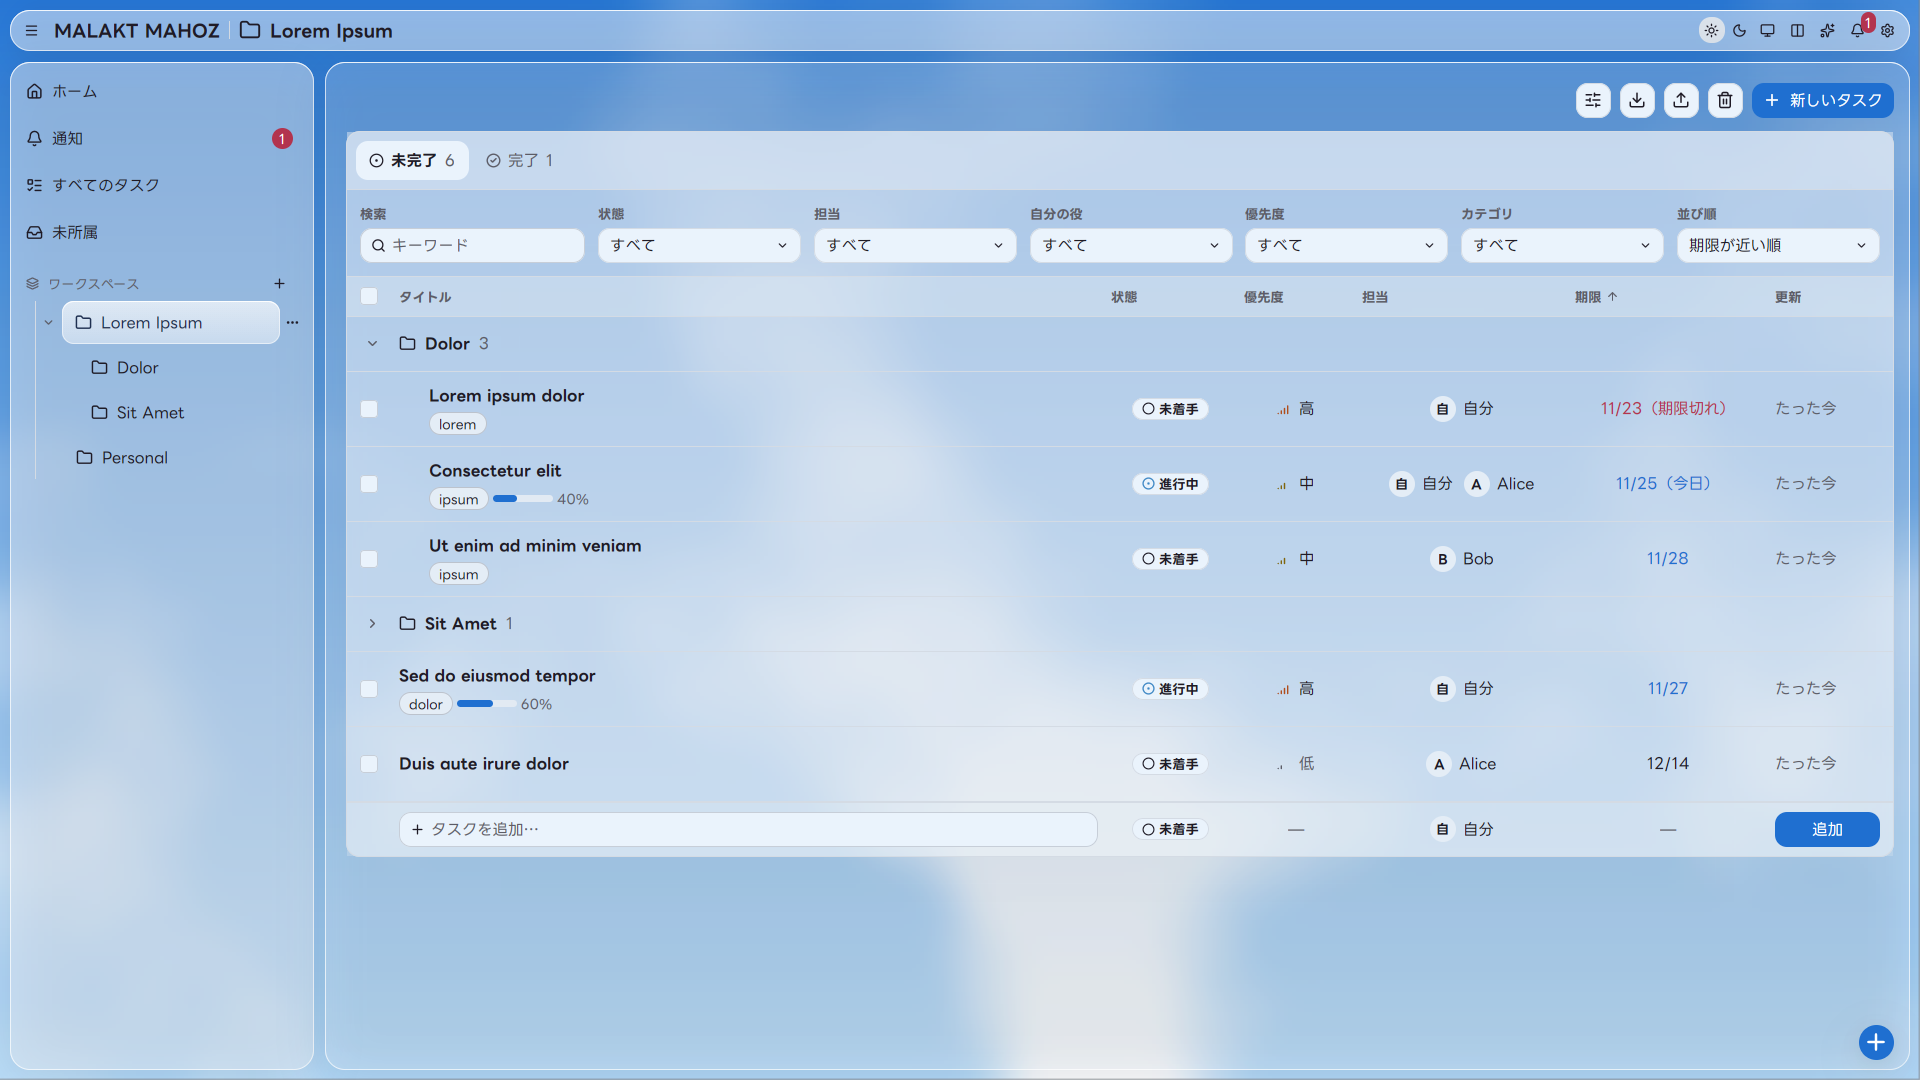 MALAKT MAHOZ Lorem Ipsum 1
ホーム
通知 1
すべてのタスク
未所属
ワークスペース
Lorem Ipsum
Dolor
Sit Amet
Personal
新しいタスク
未完了 6 完了 1
検索 状態 担当 自分の役 優先度 カテゴリ 並び順
キーワード すべて すべて すべて すべて すべて 期限が近い順
タイトル 状態 優先度 担当 期限 ↑ 更新
Dolor 3
Lorem ipsum dolor
lorem
未着手 高 自 自分 11/23（期限切れ） たった今
Consectetur elit
ipsum 40%
進行中 中 自 自分 A Alice 11/25（今日） たった今
Ut enim ad minim veniam
ipsum
未着手 中 B Bob 11/28 たった今
Sit Amet 1
Sed do eiusmod tempor
dolor 60%
進行中 高 自 自分 11/27 たった今
Duis aute irure dolor
未着手 低 A Alice 12/14 たった今
タスクを追加… 未着手 — 自 自分 — 追加